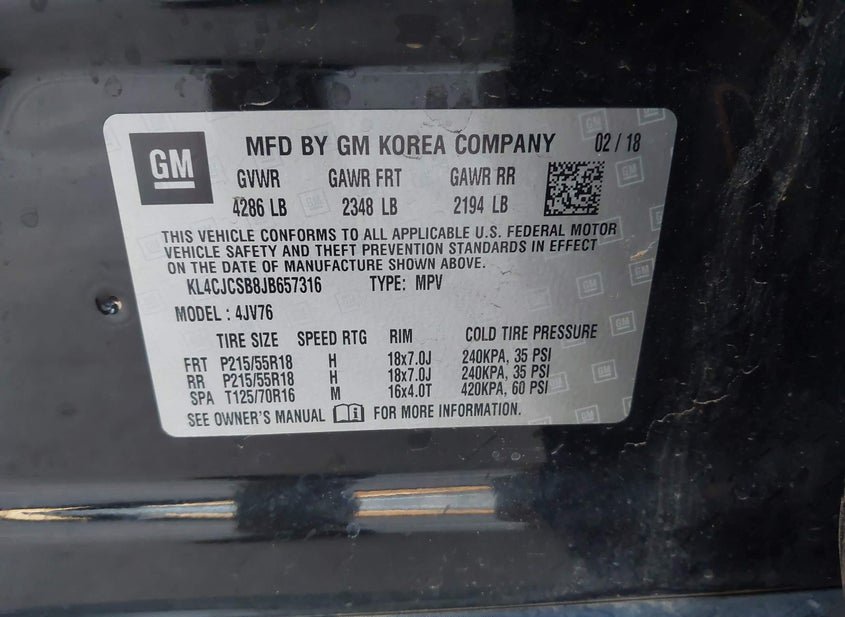 GM MFD BY GM KOREA COMPANY 02 / 18
GVWR GAWR FRT GAWR RR
4286 LB 2348 LB 2194 LB
THIS VEHICLE CONFORMS TO ALL APPLICABLE U.S. FEDERAL MOTOR
VEHICLE SAFETY AND THEFT PREVENTION STANDARDS IN EFFECT
ON THE DATE OF MANUFACTURE SHOWN ABOVE.
KL4CJCSB8JB657316 TYPE: MPV
MODEL : 4JV76
TIRE SIZE SPEED RTG RIM COLD TIRE PRESSURE
FRT P215/55R18 H 18x7.0J 240KPA, 35 PSI
RR P215/55R18 H 18x7.0J 240KPA, 35 PSI
SPA T125/70R16 M 16x4.0T 420KPA, 60 PSI
SEE OWNER'S MANUAL FOR MORE INFORMATION.